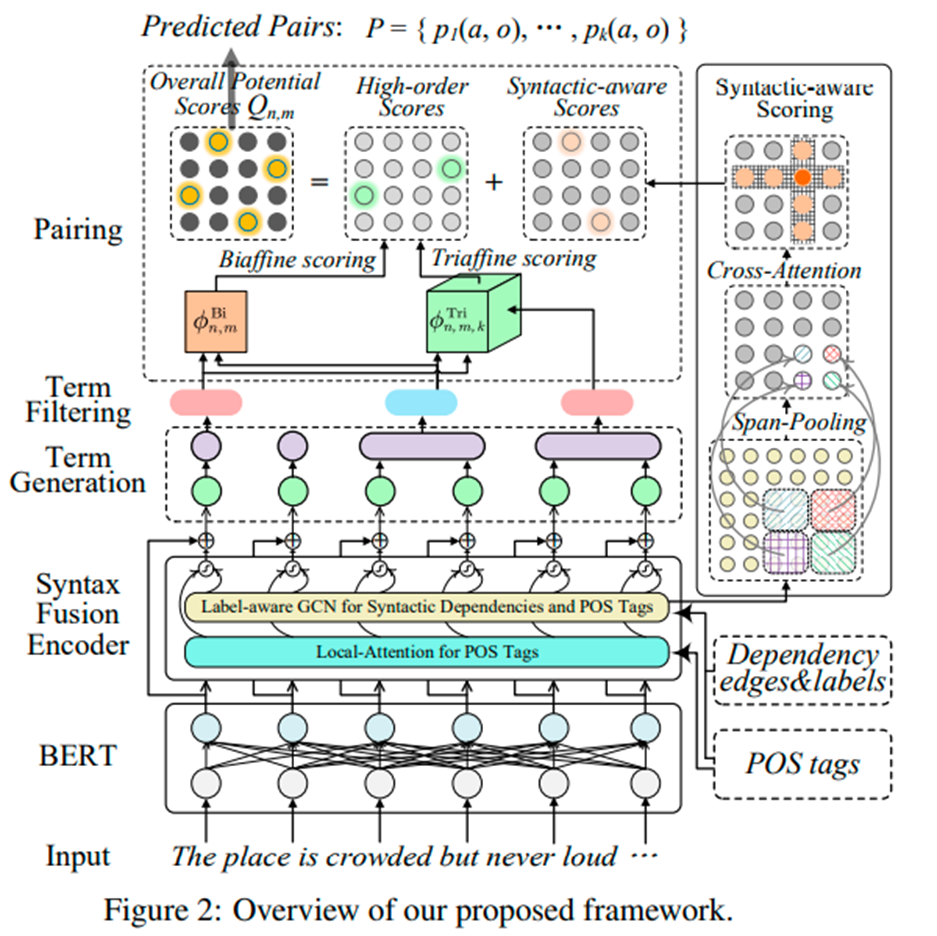 Predicted Pairs: P = { p1(a, o), ⋯ , pk(a, o) }
Overall Potential
Scores Qn,m
High-order
Scores
Syntactic-aware
Scores
Syntactic-aware
Scoring
=
+
Pairing
Biaffine scoring
Triaffine scoring
Cross-Attention
ϕ Bi n,m
ϕ Tri n, m, k
Term
Filtering
Span-Pooling
Term
Generation
Syntax
Fusion
Encoder
Label-aware GCN for Syntactic Dependencies and POS Tags
Local-Attention for POS Tags
Dependency
edges&labels
BERT
POS tags
Input
The place is crowded but never loud ⋯
Figure 2: Overview of our proposed framework.